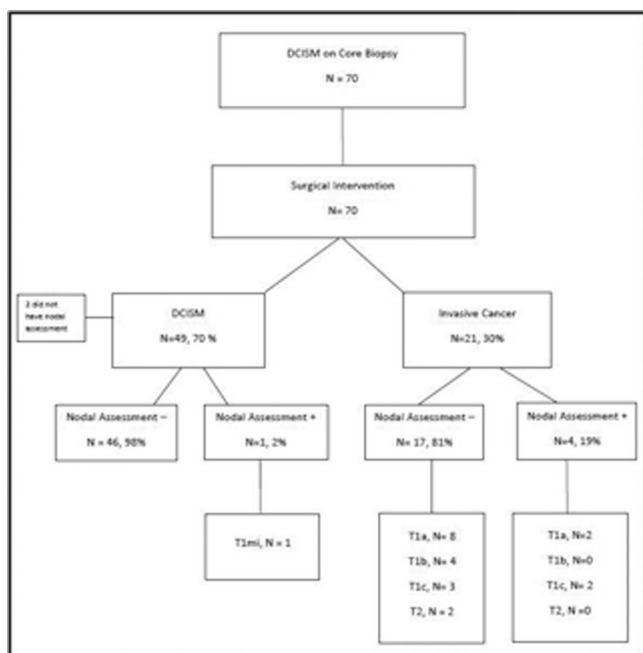 DCISM on Core Biopsy
N = 70
Surgical Intervention
N= 70
2 did not
have nodal
assessment
DCISM
N=49, 70 %
Invasive Cancer
N=21, 30%
Nodal Assessment –
N = 46, 98%
Nodal Assessment +
N=1, 2%
Nodal Assessment –
N= 17, 81%
Nodal Assessment +
N=4, 19%
T1mi, N = 1
T1a, N= 8
T1b, N= 4
T1c, N= 3
T2, N = 2
T1a, N=2
T1b, N=0
T1c, N= 2
T2, N =0